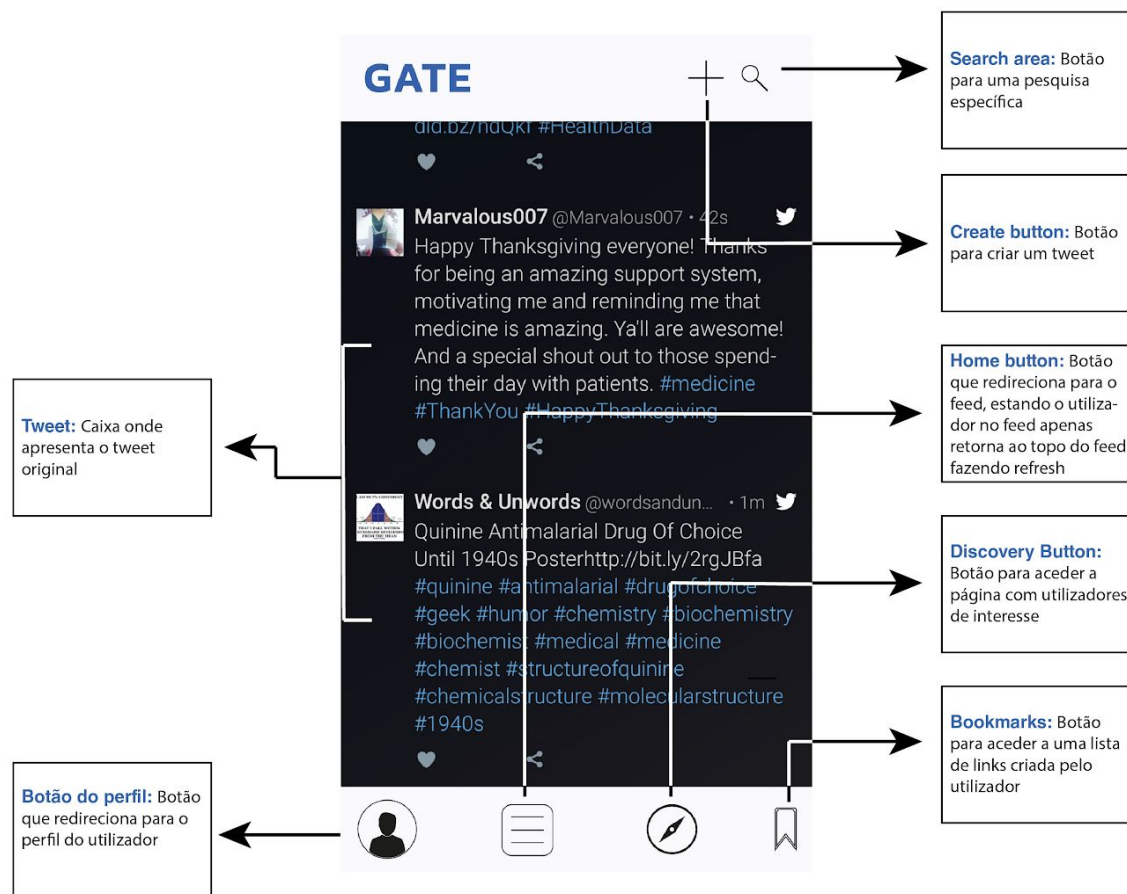 GATE
did.bz/hdQkf #HealthData
Marvalous007 @Marvalous007 • 42s
Happy Thanksgiving everyone! Thanks
for being an amazing support system,
motivating me and reminding me that
medicine is amazing. Ya'll are awesome!
And a special shout out to those spend-
ing their day with patients. #medicine
#ThankYou #HappyThanksgiving
Words & Unwords @wordsandun... • 1m
Quinine Antimalarial Drug Of Choice
Until 1940s Posterhttp://bit.ly/2rgJBfa
#quinine #antimalarial #drugofchoice
#geek #humor #chemistry #biochemistry
#biochemist #medical #medicine
#chemist #structureofquinine
#chemicalstructure #molecularstructure
#1940s
Tweet: Caixa onde
apresenta o tweet
original
Botão do perfil: Botão
que redireciona para o
perfil do utilizador
Search area: Botão
para uma pesquisa
específica
Create button: Botão
para criar um tweet
Home button: Botão
que redireciona para o
feed, estando o utiliza-
dor no feed apenas
retorna ao topo do feed
fazendo refresh
Discovery Button:
Botão para aceder a
página com utilizadores
de interesse
Bookmarks: Botão
para aceder a uma lista
de links criada pelo
utilizador